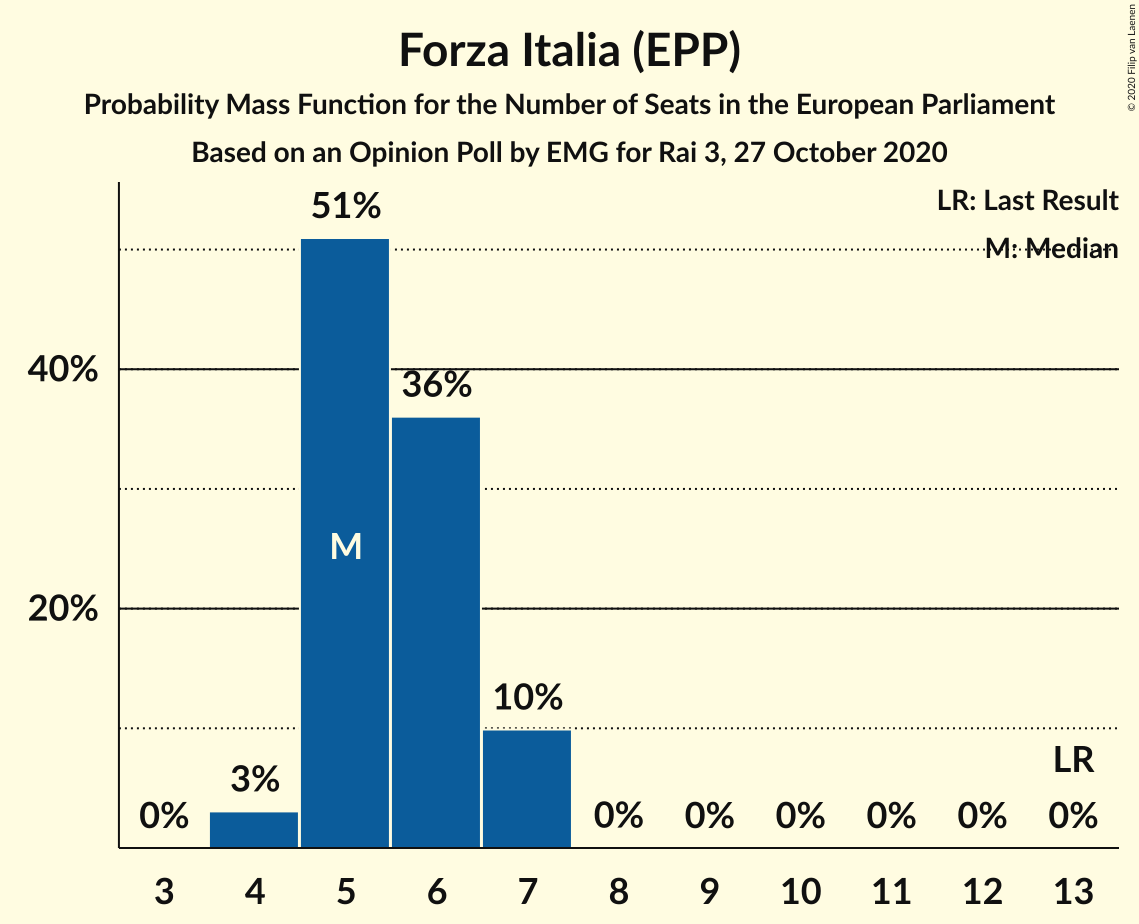 Forza Italia (EPP)
Probability Mass Function for the Number of Seats in the European Parliament
Based on an Opinion Poll by EMG for Rai 3, 27 October 2020
© 2020 Filip van Laenen
LR: Last Result
M: Median
51%
40%
36%
M
20%
10%
LR
3%
0%
0%
0%
0%
0%
0%
0%
3 4 5 6 7 8 9 10 11 12 13